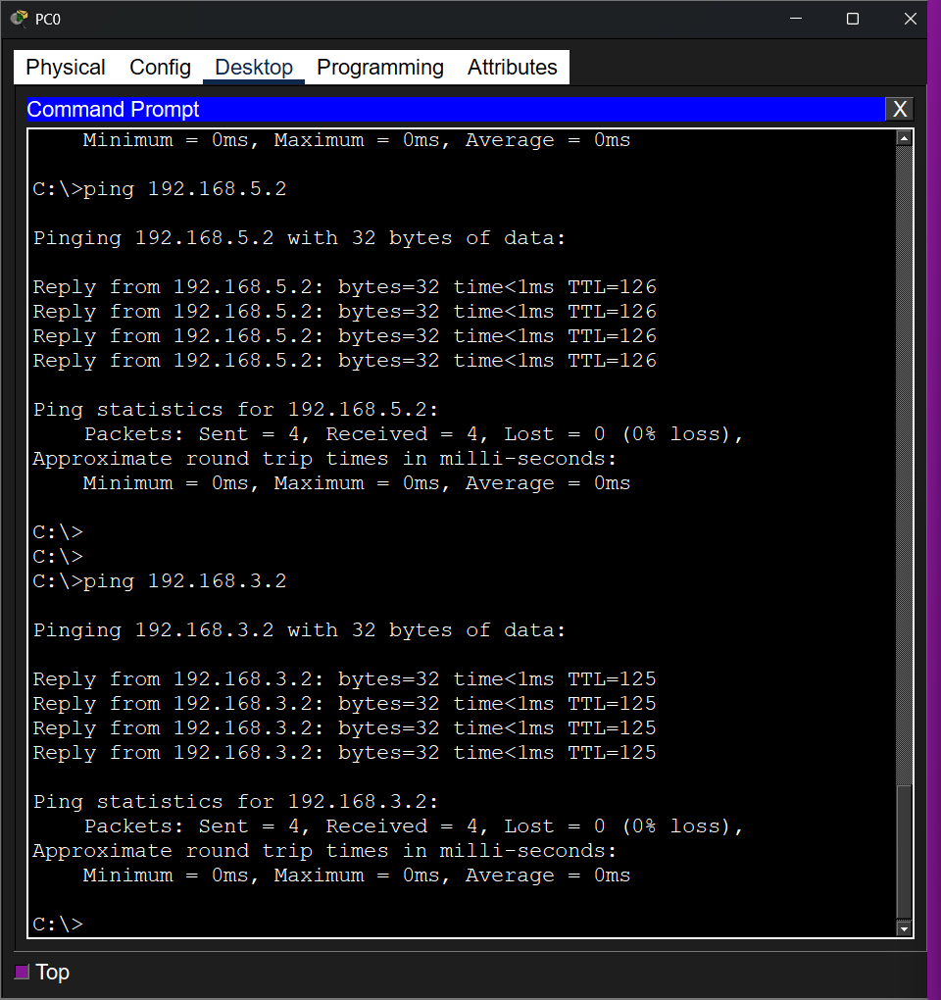 PC0
Physical Config Desktop Programming Attributes
Command Prompt X
Minimum = 0ms, Maximum = 0ms, Average = 0ms
C:\>ping 192.168.5.2
Pinging 192.168.5.2 with 32 bytes of data:
Reply from 192.168.5.2: bytes=32 time<1ms TTL=126
Reply from 192.168.5.2: bytes=32 time<1ms TTL=126
Reply from 192.168.5.2: bytes=32 time<1ms TTL=126
Reply from 192.168.5.2: bytes=32 time<1ms TTL=126
Ping statistics for 192.168.5.2:
Packets: Sent = 4, Received = 4, Lost = 0 (0% loss),
Approximate round trip times in milli-seconds:
Minimum = 0ms, Maximum = 0ms, Average = 0ms
C:\>
C:\>
C:\>ping 192.168.3.2
Pinging 192.168.3.2 with 32 bytes of data:
Reply from 192.168.3.2: bytes=32 time<1ms TTL=125
Reply from 192.168.3.2: bytes=32 time<1ms TTL=125
Reply from 192.168.3.2: bytes=32 time<1ms TTL=125
Reply from 192.168.3.2: bytes=32 time<1ms TTL=125
Ping statistics for 192.168.3.2:
Packets: Sent = 4, Received = 4, Lost = 0 (0% loss),
Approximate round trip times in milli-seconds:
Minimum = 0ms, Maximum = 0ms, Average = 0ms
C:\>
Top